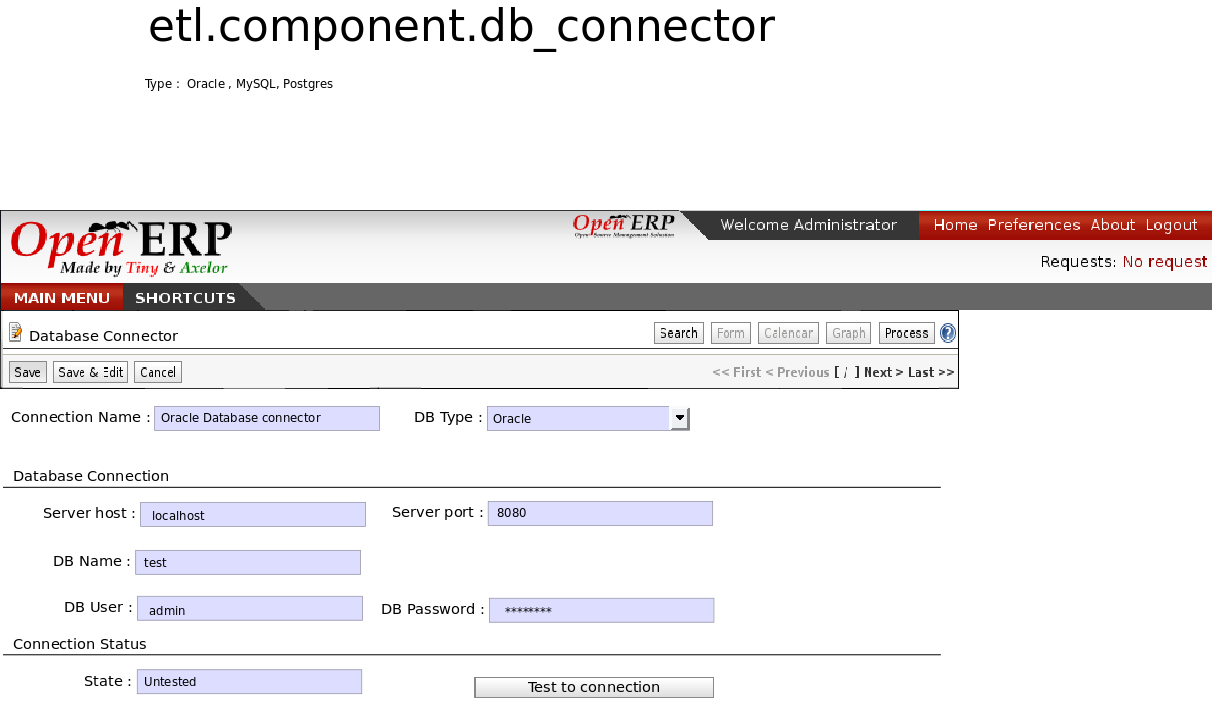 etl.component.db_connector
Type : Oracle , MySQL, Postgres
Open ERP
Made by Tiny & Axelor
Open ERP
Open Source Management Solution
Welcome Administrator
Home Preferences About Logout
Requests: No request
MAIN MENU SHORTCUTS
Database Connector
Search Form Calendar Graph Process ?
Save Save & Edit Cancel
<< First < Previous [ / ] Next > Last >>
Connection Name : Oracle Database connector DB Type : Oracle
Database Connection
Server host : localhost Server port : 8080
DB Name : test
DB User : admin DB Password : ********
Connection Status
State : Untested Test to connection